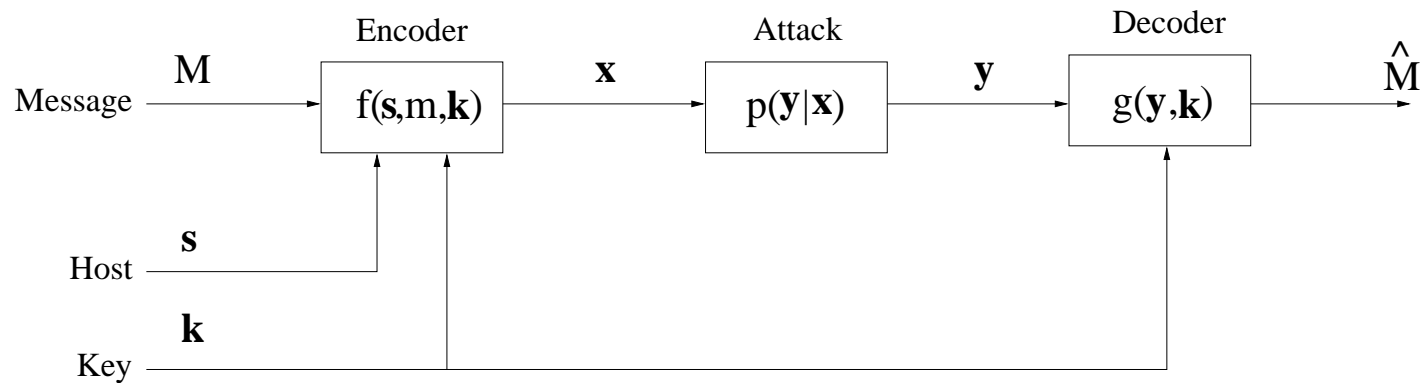 Encoder
Attack
Decoder
Message
M
f(s,m,k)
x
p(y|x)
y
g(y,k)
M̂
s
Host
k
Key